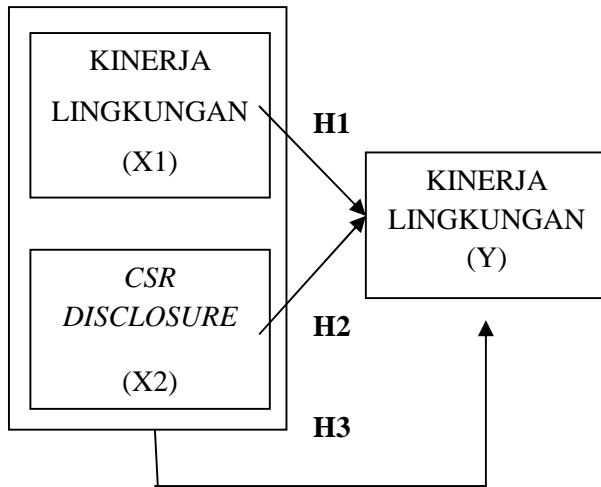 KINERJA
LINGKUNGAN
(X1)
H1
KINERJA
LINGKUNGAN
(Y)
CSR
DISCLOSURE
(X2)
H2
H3